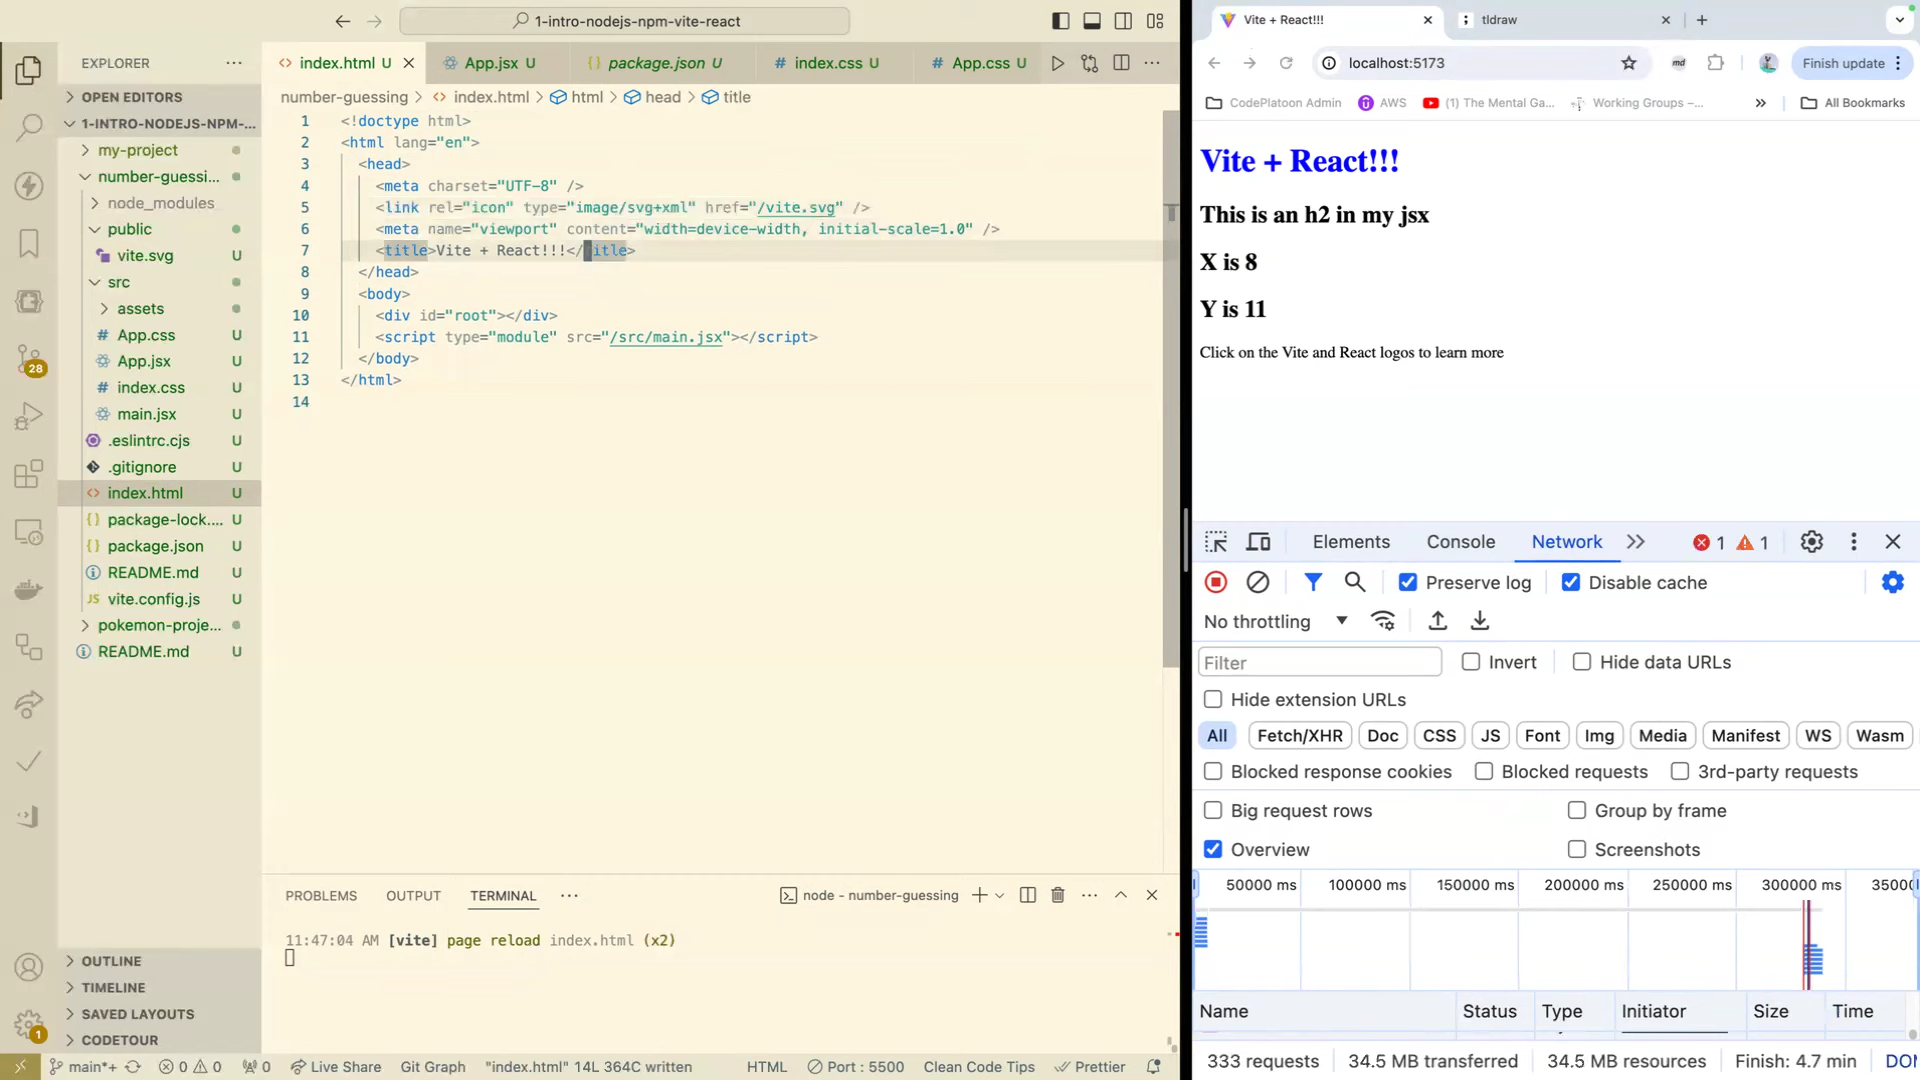 1-intro-nodejs-npm-vite-react
EXPLORER
OPEN EDITORS
1-INTRO-NODEJS-NPM-...
my-project
number-guessi...
node_modules
public
vite.svg
src
assets
App.css U
App.jsx U
index.css U
main.jsx U
.eslintrc.cjs U
.gitignore U
index.html U
package-lock.... U
package.json U
README.md U
vite.config.js U
pokemon-proje...
README.md U
28
OUTLINE
TIMELINE
SAVED LAYOUTS
CODETOUR
1
index.html U
App.jsx U
package.json U
index.css U
App.css U
number-guessing > index.html > html > head > title
1 <!doctype html>
2 <html lang="en">
3 <head>
4 <meta charset="UTF-8" />
5 <link rel="icon" type="image/svg+xml" href="/vite.svg" />
6 <meta name="viewport" content="width=device-width, initial-scale=1.0" />
7 <title>Vite + React!!!</title>
8 </head>
9 <body>
10 <div id="root"></div>
11 <script type="module" src="/src/main.jsx"></script>
12 </body>
13 </html>
14
PROBLEMS OUTPUT TERMINAL
node - number-guessing
11:47:04 AM [vite] page reload index.html (x2)
main*+ 0 0 0 Live Share Git Graph "index.html" 14L 364C written HTML Port : 5500 Clean Code Tips Prettier
Vite + React!!!
tldraw
localhost:5173
Finish update
CodePlatoon Admin AWS (1) The Mental Ga... Working Groups –... All Bookmarks
Vite + React!!!
This is an h2 in my jsx
X is 8
Y is 11
Click on the Vite and React logos to learn more
Elements Console Network 1 1
Preserve log Disable cache
No throttling
Filter Invert Hide data URLs
Hide extension URLs
All Fetch/XHR Doc CSS JS Font Img Media Manifest WS Wasm
Blocked response cookies Blocked requests 3rd-party requests
Big request rows Group by frame
Overview Screenshots
50000 ms 100000 ms 150000 ms 200000 ms 250000 ms 300000 ms
Name Status Type Initiator Size Time
333 requests 34.5 MB transferred 34.5 MB resources Finish: 4.7 min